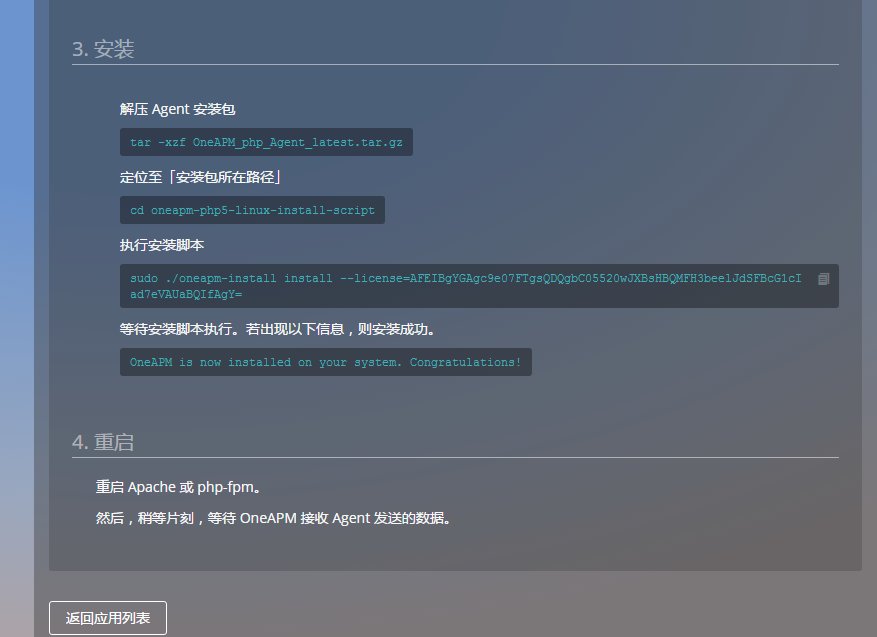 3. 安装
解压 Agent 安装包
tar -xzf OneAPM_php_Agent_latest.tar.gz
定位至「安装包所在路径」
cd oneapm-php5-linux-install-script
执行安装脚本
sudo ./oneapm-install install --license=AFEIBgYGAgc9e07FTgsQDQgbC05520wJXBsHBQMFH3beelJdSFBcG1cI
ad7eVAUaBQIfAgY=
等待安装脚本执行。若出现以下信息，则安装成功。
OneAPM is now installed on your system. Congratulations!
4. 重启
重启 Apache 或 php-fpm。
然后，稍等片刻，等待 OneAPM 接收 Agent 发送的数据。
返回应用列表